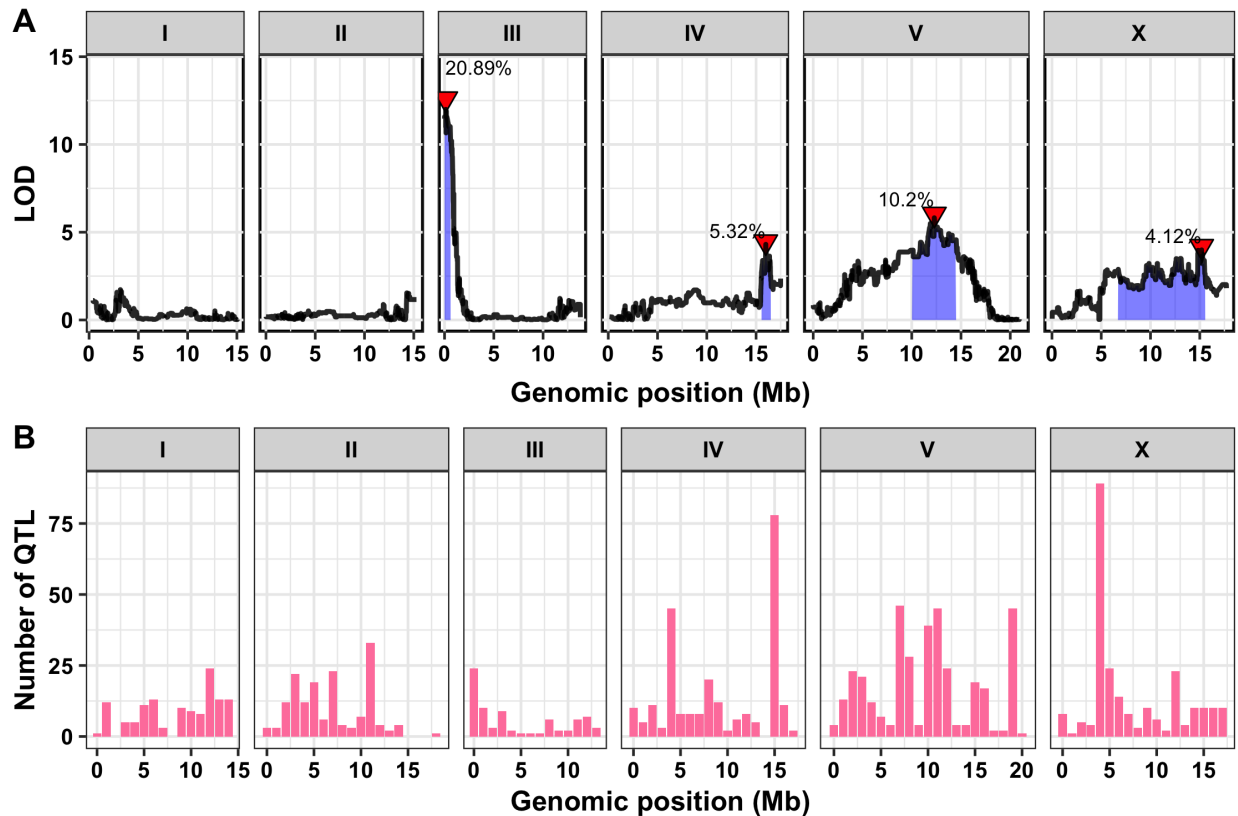 A
I II III IV V X
LOD
15
10
5
0
20.89%
5.32%
10.2%
4.12%
0 5 10 15 0 5 10 15 0 5 10 0 5 10 15 0 5 10 15 20 0 5 10 15
Genomic position (Mb)
B
I II III IV V X
Number of QTL
75
50
25
0
0 5 10 15 0 5 10 15 0 5 10 0 5 10 15 0 5 10 15 20 0 5 10 15
Genomic position (Mb)